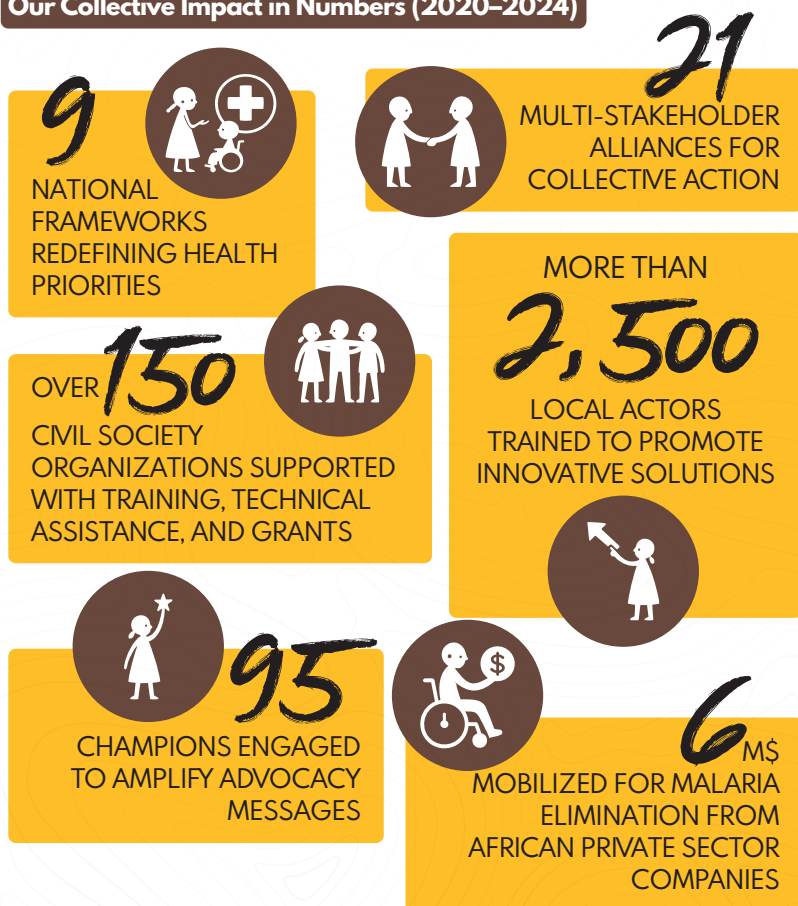 Our Collective Impact in Numbers (2020–2024)
9
NATIONAL
FRAMEWORKS
REDEFINING HEALTH
PRIORITIES
21
MULTI-STAKEHOLDER
ALLIANCES FOR
COLLECTIVE ACTION
OVER 150
CIVIL SOCIETY
ORGANIZATIONS SUPPORTED
WITH TRAINING, TECHNICAL
ASSISTANCE, AND GRANTS
MORE THAN
2,500
LOCAL ACTORS
TRAINED TO PROMOTE
INNOVATIVE SOLUTIONS
95
CHAMPIONS ENGAGED
TO AMPLIFY ADVOCACY
MESSAGES
$
6 M$
MOBILIZED FOR MALARIA
ELIMINATION FROM
AFRICAN PRIVATE SECTOR
COMPANIES